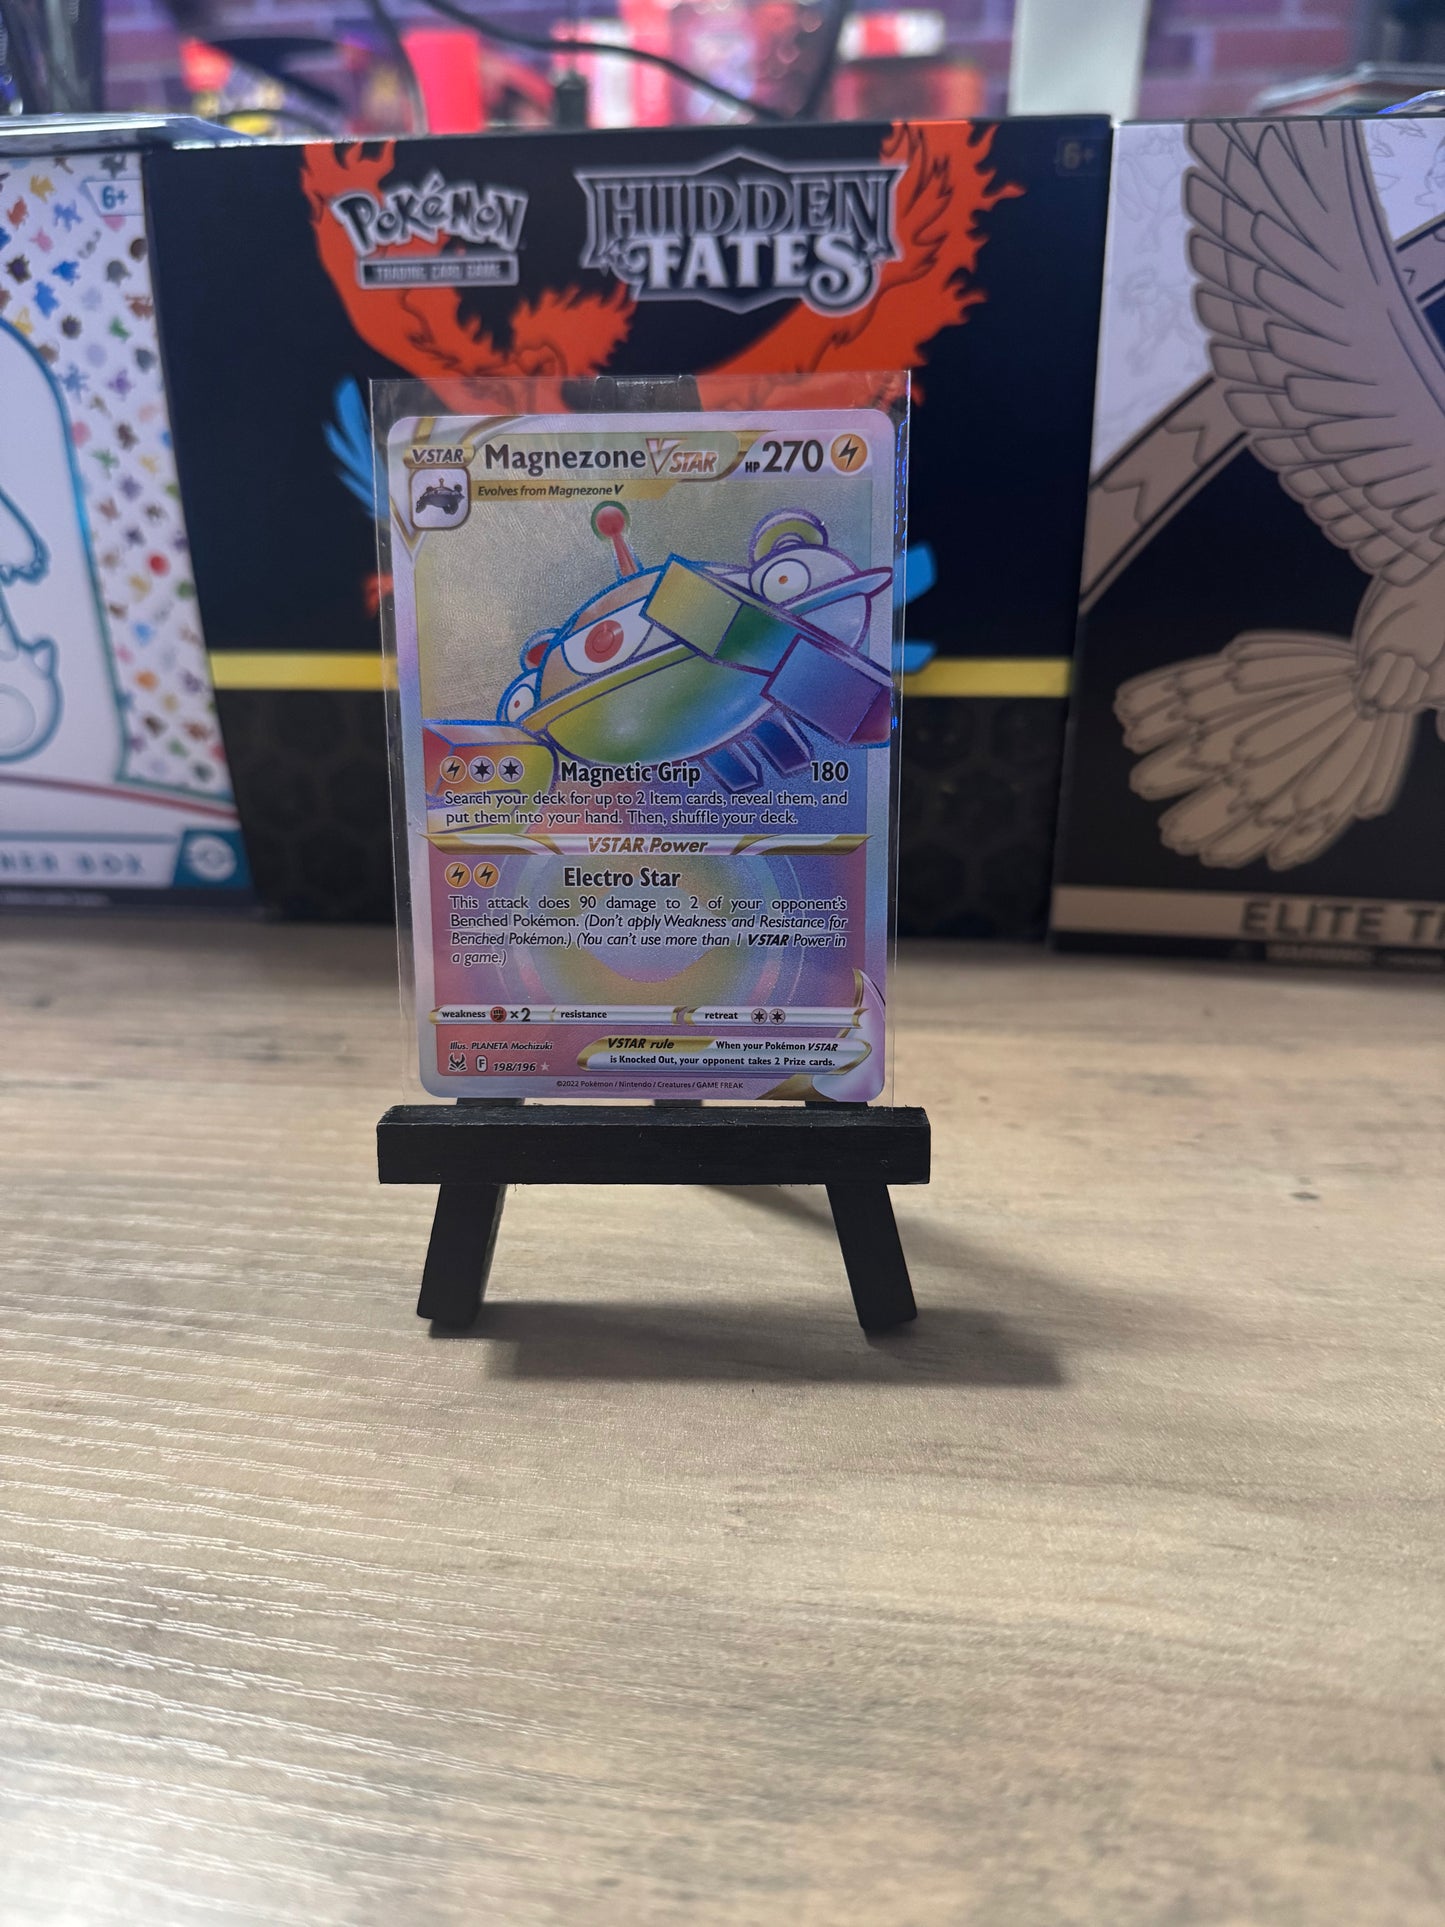 6+
POKéMON
TRADING CARD GAME
HIDDEN
FATES
6+
VSTAR
Magnezone VSTAR
HP 270
Evolves from Magnezone V
Magnetic Grip 180
Search your deck for up to 2 Item cards, reveal them, and
put them into your hand. Then, shuffle your deck.
VSTAR Power
Electro Star
This attack does 90 damage to 2 of your opponent's
Benched Pokémon. (Don't apply Weakness and Resistance for
Benched Pokémon.) (You can't use more than 1 VSTAR Power in
a game.)
weakness ×2 resistance retreat
Illus. PLANETA Mochizuki
F 198/196
VSTAR rule When your Pokémon VSTAR
is Knocked Out, your opponent takes 2 Prize cards.
©2022 Pokémon / Nintendo / Creatures / GAME FREAK
NER BOX
ELITE T